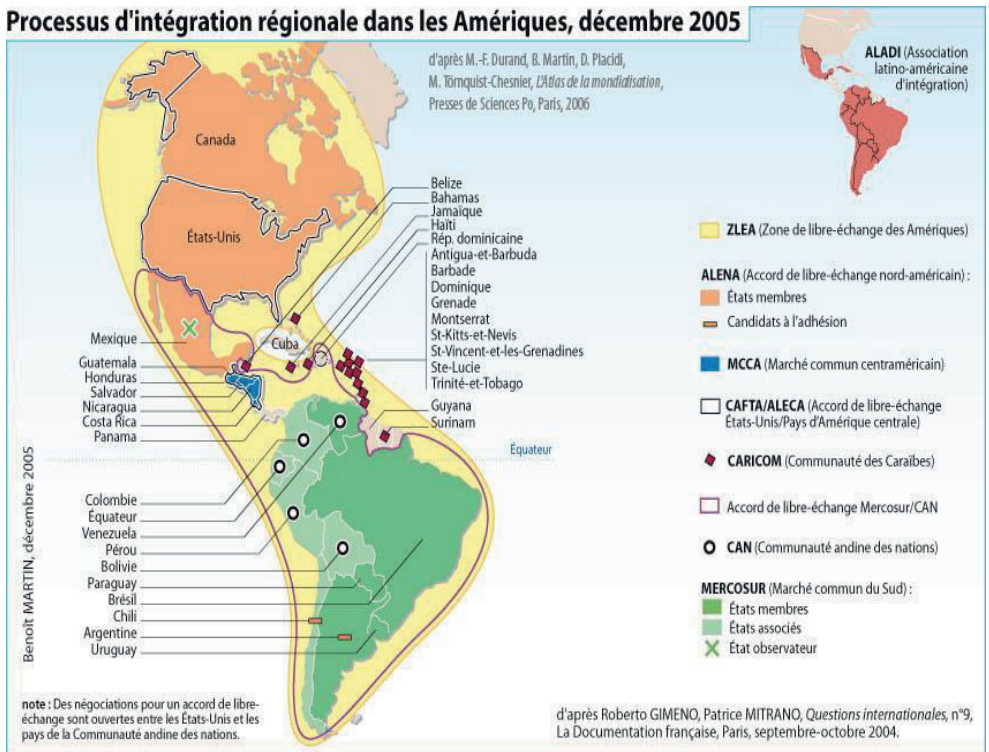 Processus d'intégration régionale dans les Amériques, décembre 2005
d'après M.-F. Durand, B. Martin, D. Placidi,
M. Törnquist-Chesnier, L'Atlas de la mondialisation,
Presses de Sciences Po, Paris, 2006
ALADI (Association
latino-américaine
d'intégration)
Canada
États-Unis
Cuba
Belize
Bahamas
Jamaïque
Haïti
Rép. dominicaine
Antigua-et-Barbuda
Barbade
Dominique
Grenade
Montserrat
St-Kitts-et-Nevis
St-Vincent-et-les-Grenadines
Ste-Lucie
Trinité-et-Tobago
Guyana
Surinam
Équateur
Mexique
Guatemala
Honduras
Salvador
Nicaragua
Costa Rica
Panama
Colombie
Équateur
Venezuela
Pérou
Bolivie
Paraguay
Brésil
Chili
Argentine
Uruguay
ZLEA (Zone de libre-échange des Amériques)
ALENA (Accord de libre-échange nord-américain) :
États membres
Candidats à l'adhésion
MCCA (Marché commun centraméricain)
CAFTA/ALECA (Accord de libre-échange
États-Unis/Pays d'Amérique centrale)
CARICOM (Communauté des Caraïbes)
Accord de libre-échange Mercosur/CAN
CAN (Communauté andine des nations)
MERCOSUR (Marché commun du Sud) :
États membres
États associés
État observateur
Benoît MARTIN, décembre 2005
note : Des négociations pour un accord de libre-
échange sont ouvertes entre les États-Unis et les
pays de la Communauté andine des nations.
d'après Roberto GIMENO, Patrice MITRANO, Questions internationales, n°9,
La Documentation française, Paris, septembre-octobre 2004.